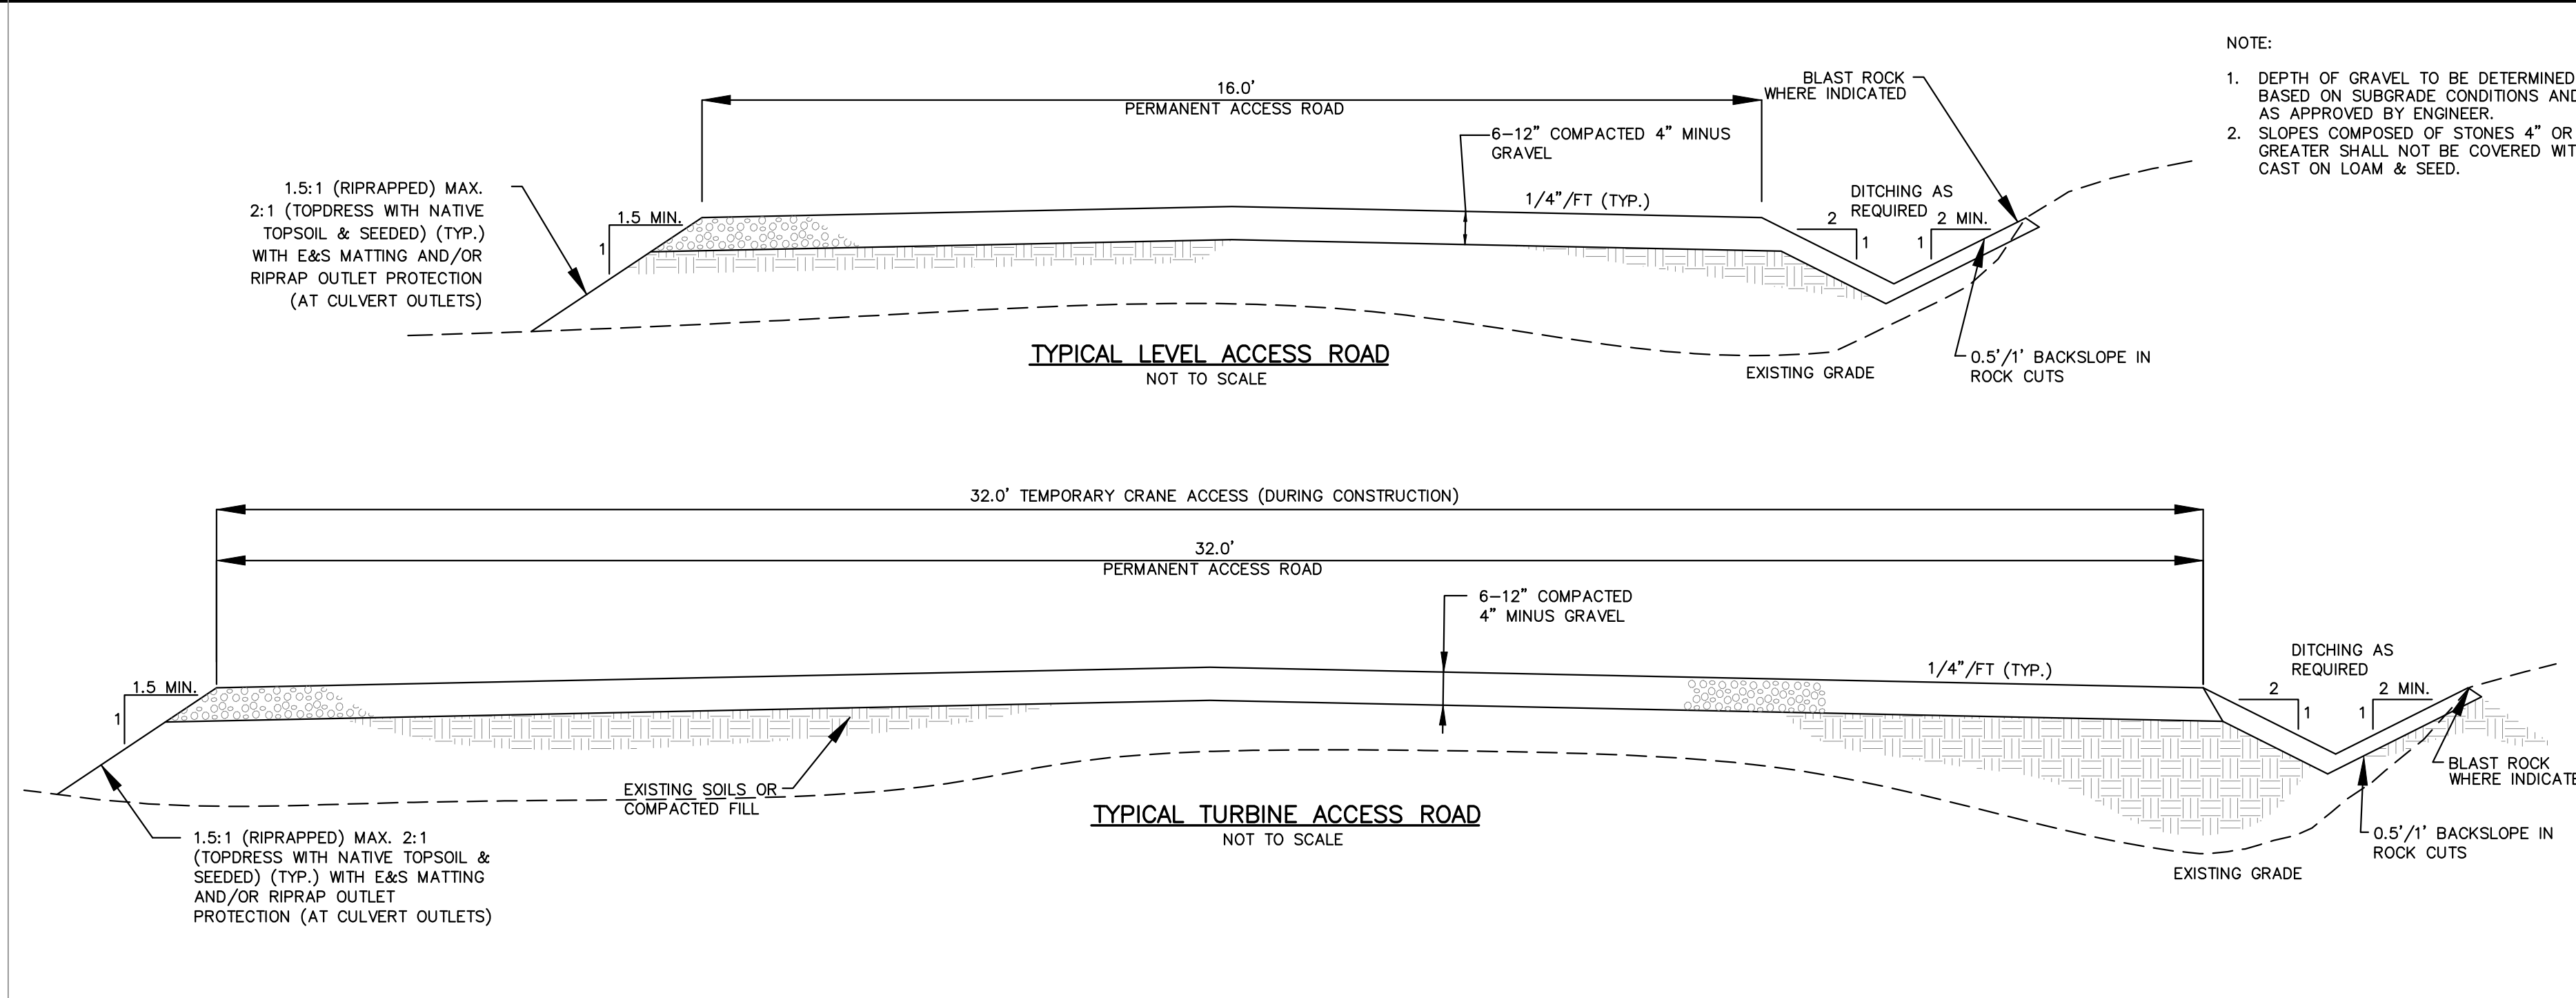 NOTE:
1. DEPTH OF GRAVEL TO BE DETERMINED
BASED ON SUBGRADE CONDITIONS AND
AS APPROVED BY ENGINEER.
2. SLOPES COMPOSED OF STONES 4" OR
GREATER SHALL NOT BE COVERED WIT
CAST ON LOAM & SEED.
16.0'
PERMANENT ACCESS ROAD
BLAST ROCK
WHERE INDICATED
6-12" COMPACTED 4" MINUS
GRAVEL
1.5:1 (RIPRAPPED) MAX.
2:1 (TOPDRESS WITH NATIVE
TOPSOIL & SEEDED) (TYP.)
WITH E&S MATTING AND/OR
RIPRAP OUTLET PROTECTION
(AT CULVERT OUTLETS)
1.5 MIN.
1
1/4"/FT (TYP.)
DITCHING AS
REQUIRED
2
1
2 MIN.
1
TYPICAL LEVEL ACCESS ROAD
NOT TO SCALE
EXISTING GRADE
0.5'/1' BACKSLOPE IN
ROCK CUTS
32.0' TEMPORARY CRANE ACCESS (DURING CONSTRUCTION)
32.0'
PERMANENT ACCESS ROAD
6-12" COMPACTED
4" MINUS GRAVEL
1.5 MIN.
1
1/4"/FT (TYP.)
DITCHING AS
REQUIRED
2
1
2 MIN.
1
EXISTING SOILS OR
COMPACTED FILL
TYPICAL TURBINE ACCESS ROAD
NOT TO SCALE
BLAST ROCK
WHERE INDICATE
0.5'/1' BACKSLOPE IN
ROCK CUTS
EXISTING GRADE
1.5:1 (RIPRAPPED) MAX. 2:1
(TOPDRESS WITH NATIVE TOPSOIL &
SEEDED) (TYP.) WITH E&S MATTING
AND/OR RIPRAP OUTLET
PROTECTION (AT CULVERT OUTLETS)